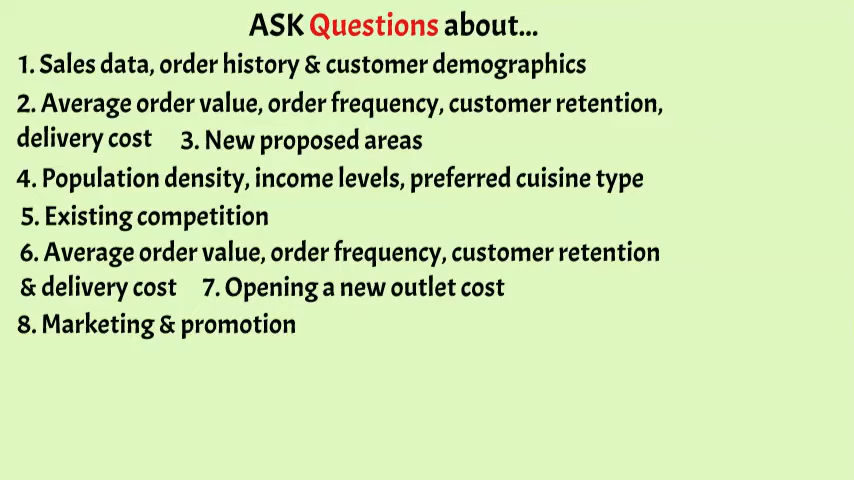 ASK Questions about...
1. Sales data, order history & customer demographics
2. Average order value, order frequency, customer retention,
delivery cost 3. New proposed areas
4. Population density, income levels, preferred cuisine type
5. Existing competition
6. Average order value, order frequency, customer retention
& delivery cost 7. Opening a new outlet cost
8. Marketing & promotion